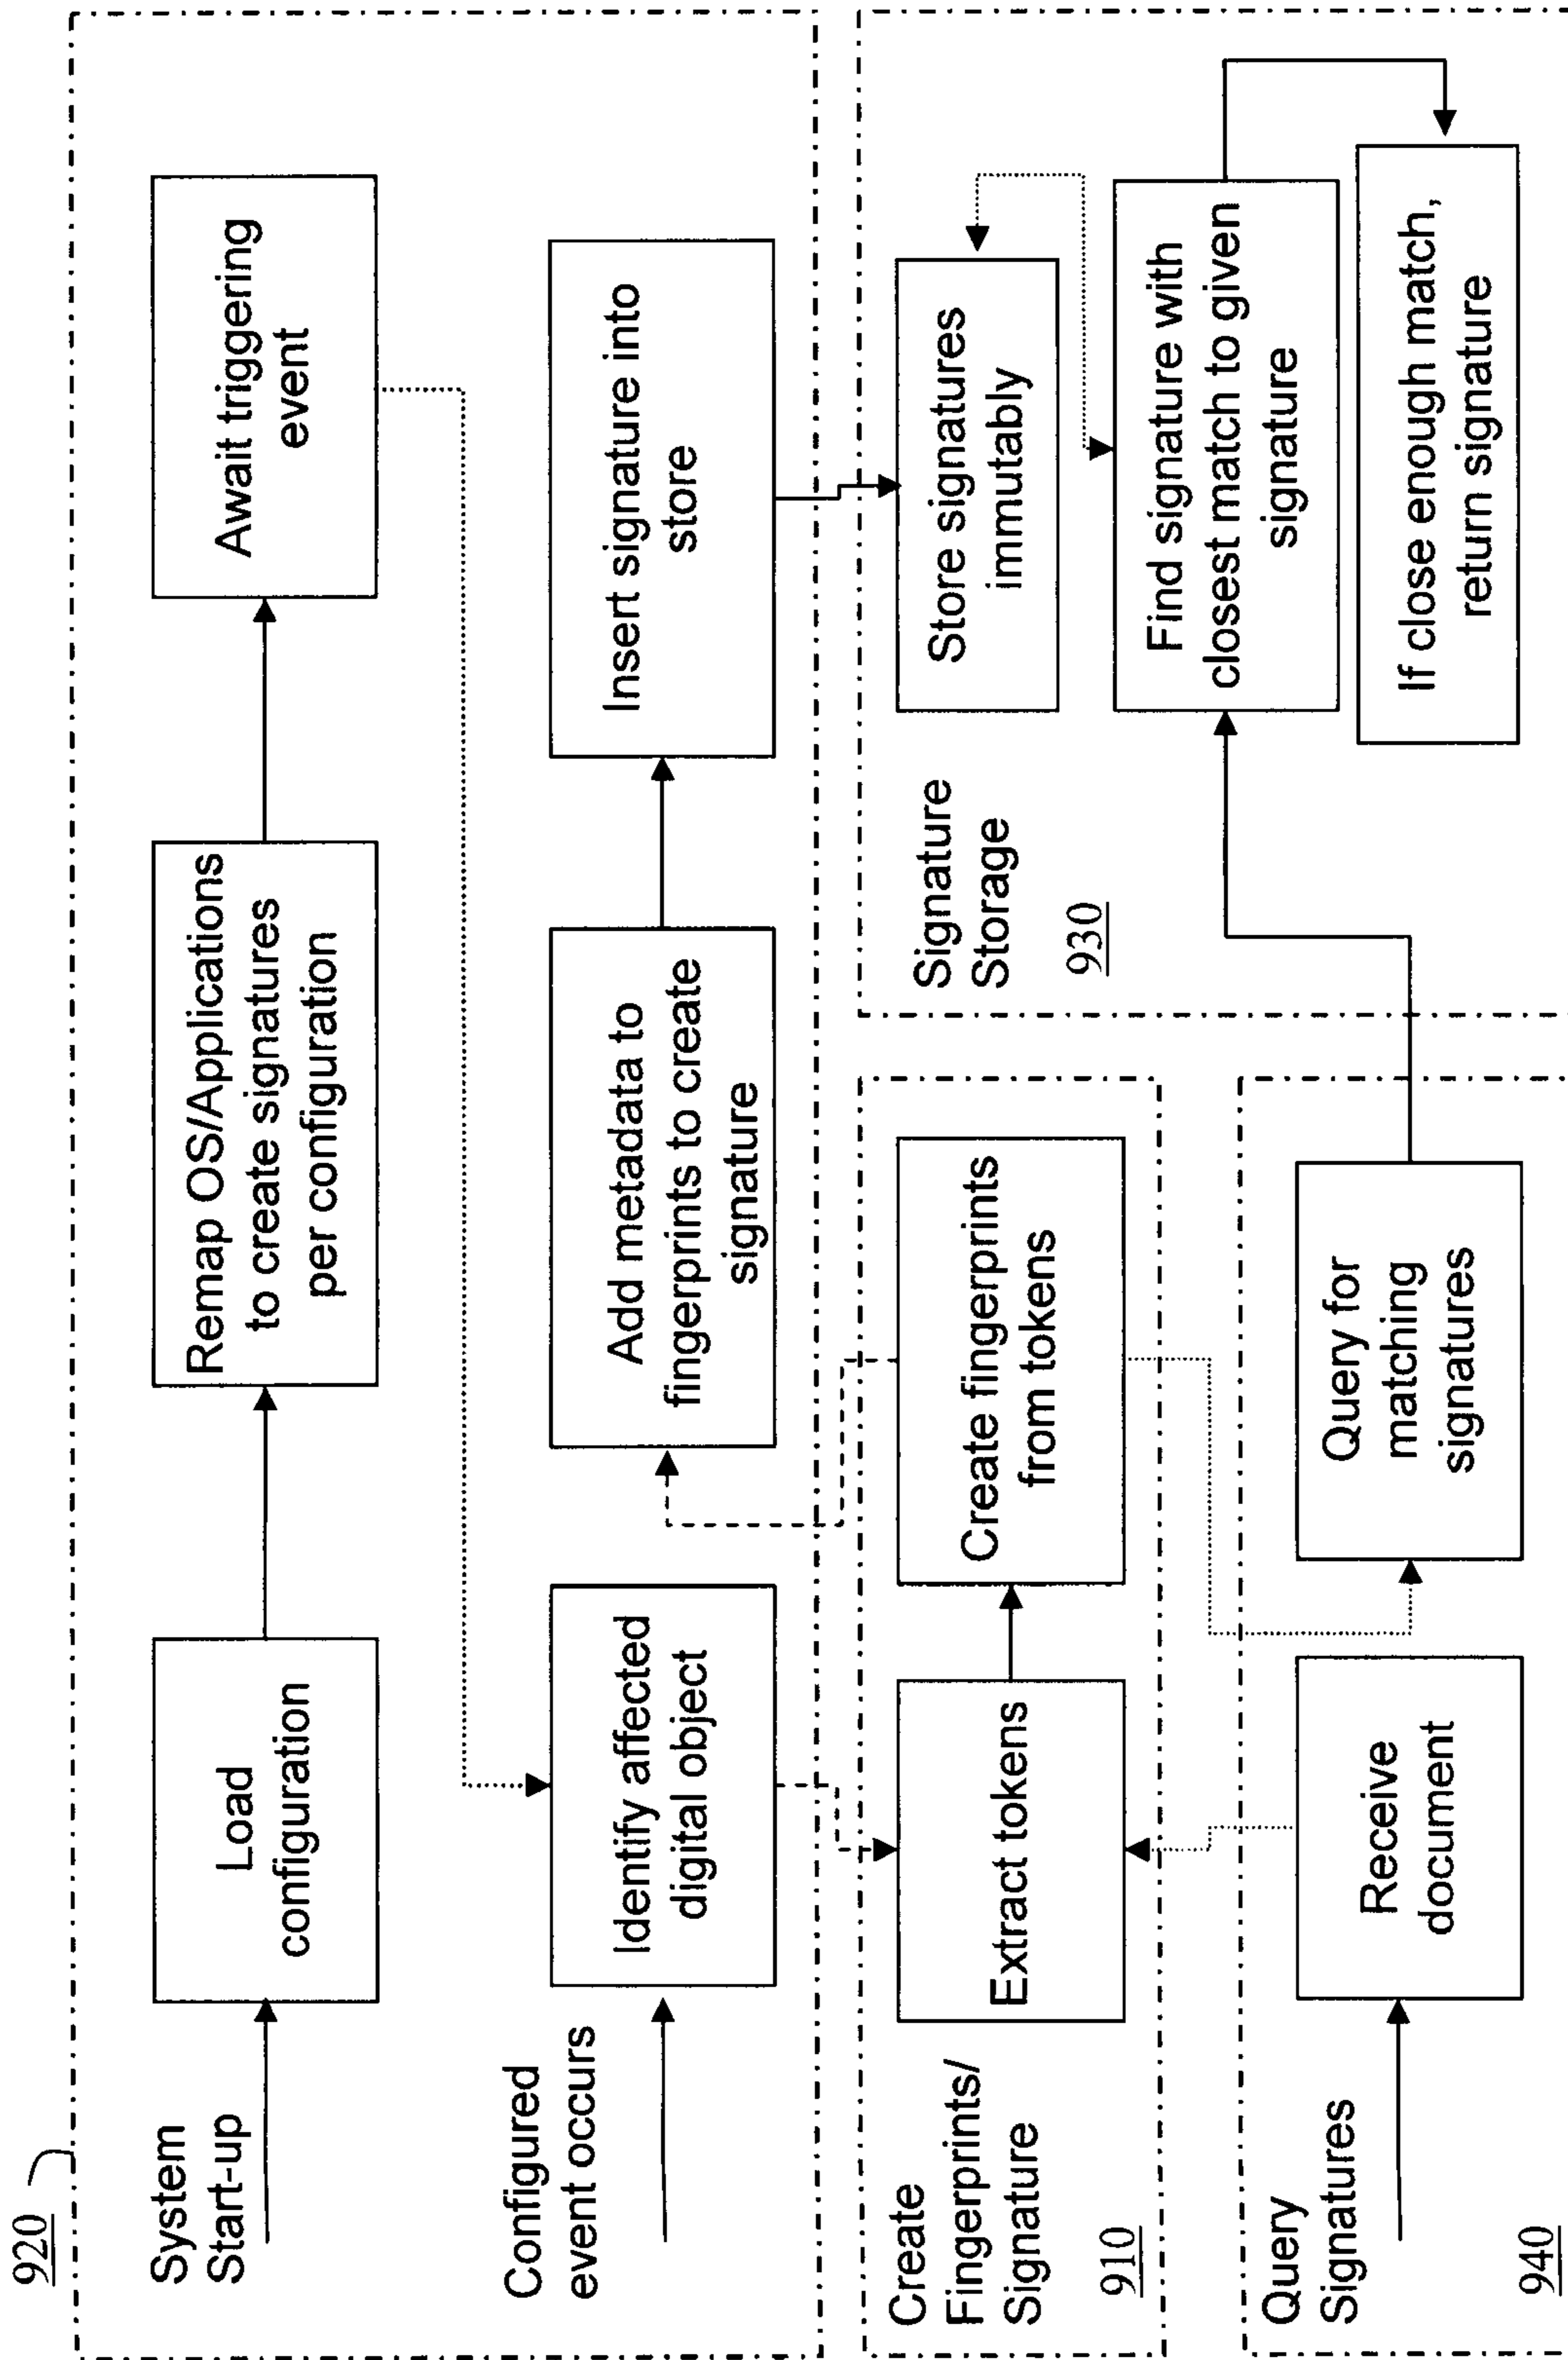 920
System
Start-up
Load
configuration
Remap OS/Applications
to create signatures
per configuration
Await triggering
event
Configured
event occurs
Identify affected
digital object
Add metadata to
fingerprints to create
signature
Insert signature into
store
Create
Fingerprints/
Signature
910
Extract tokens
Create fingerprints
from tokens
Signature
Storage
930
Store signatures
immutably
Find signature with
closest match to given
signature
If close enough match,
return signature
Query
Signatures
940
Receive
document
Query for
matching
signatures